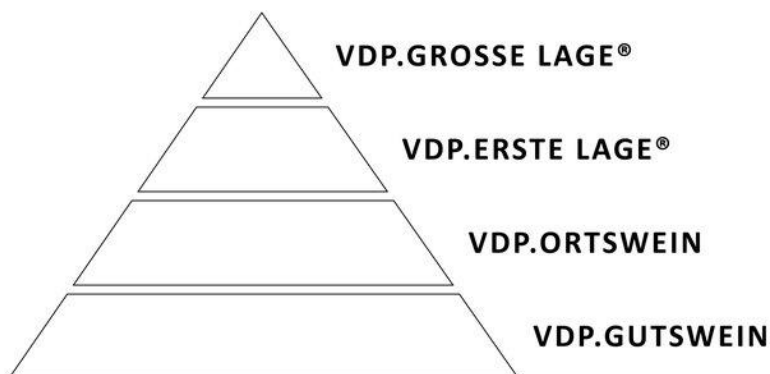 VDP.GROSSE LAGE®
VDP.ERSTE LAGE®
VDP.ORTSWEIN
VDP.GUTSWEIN